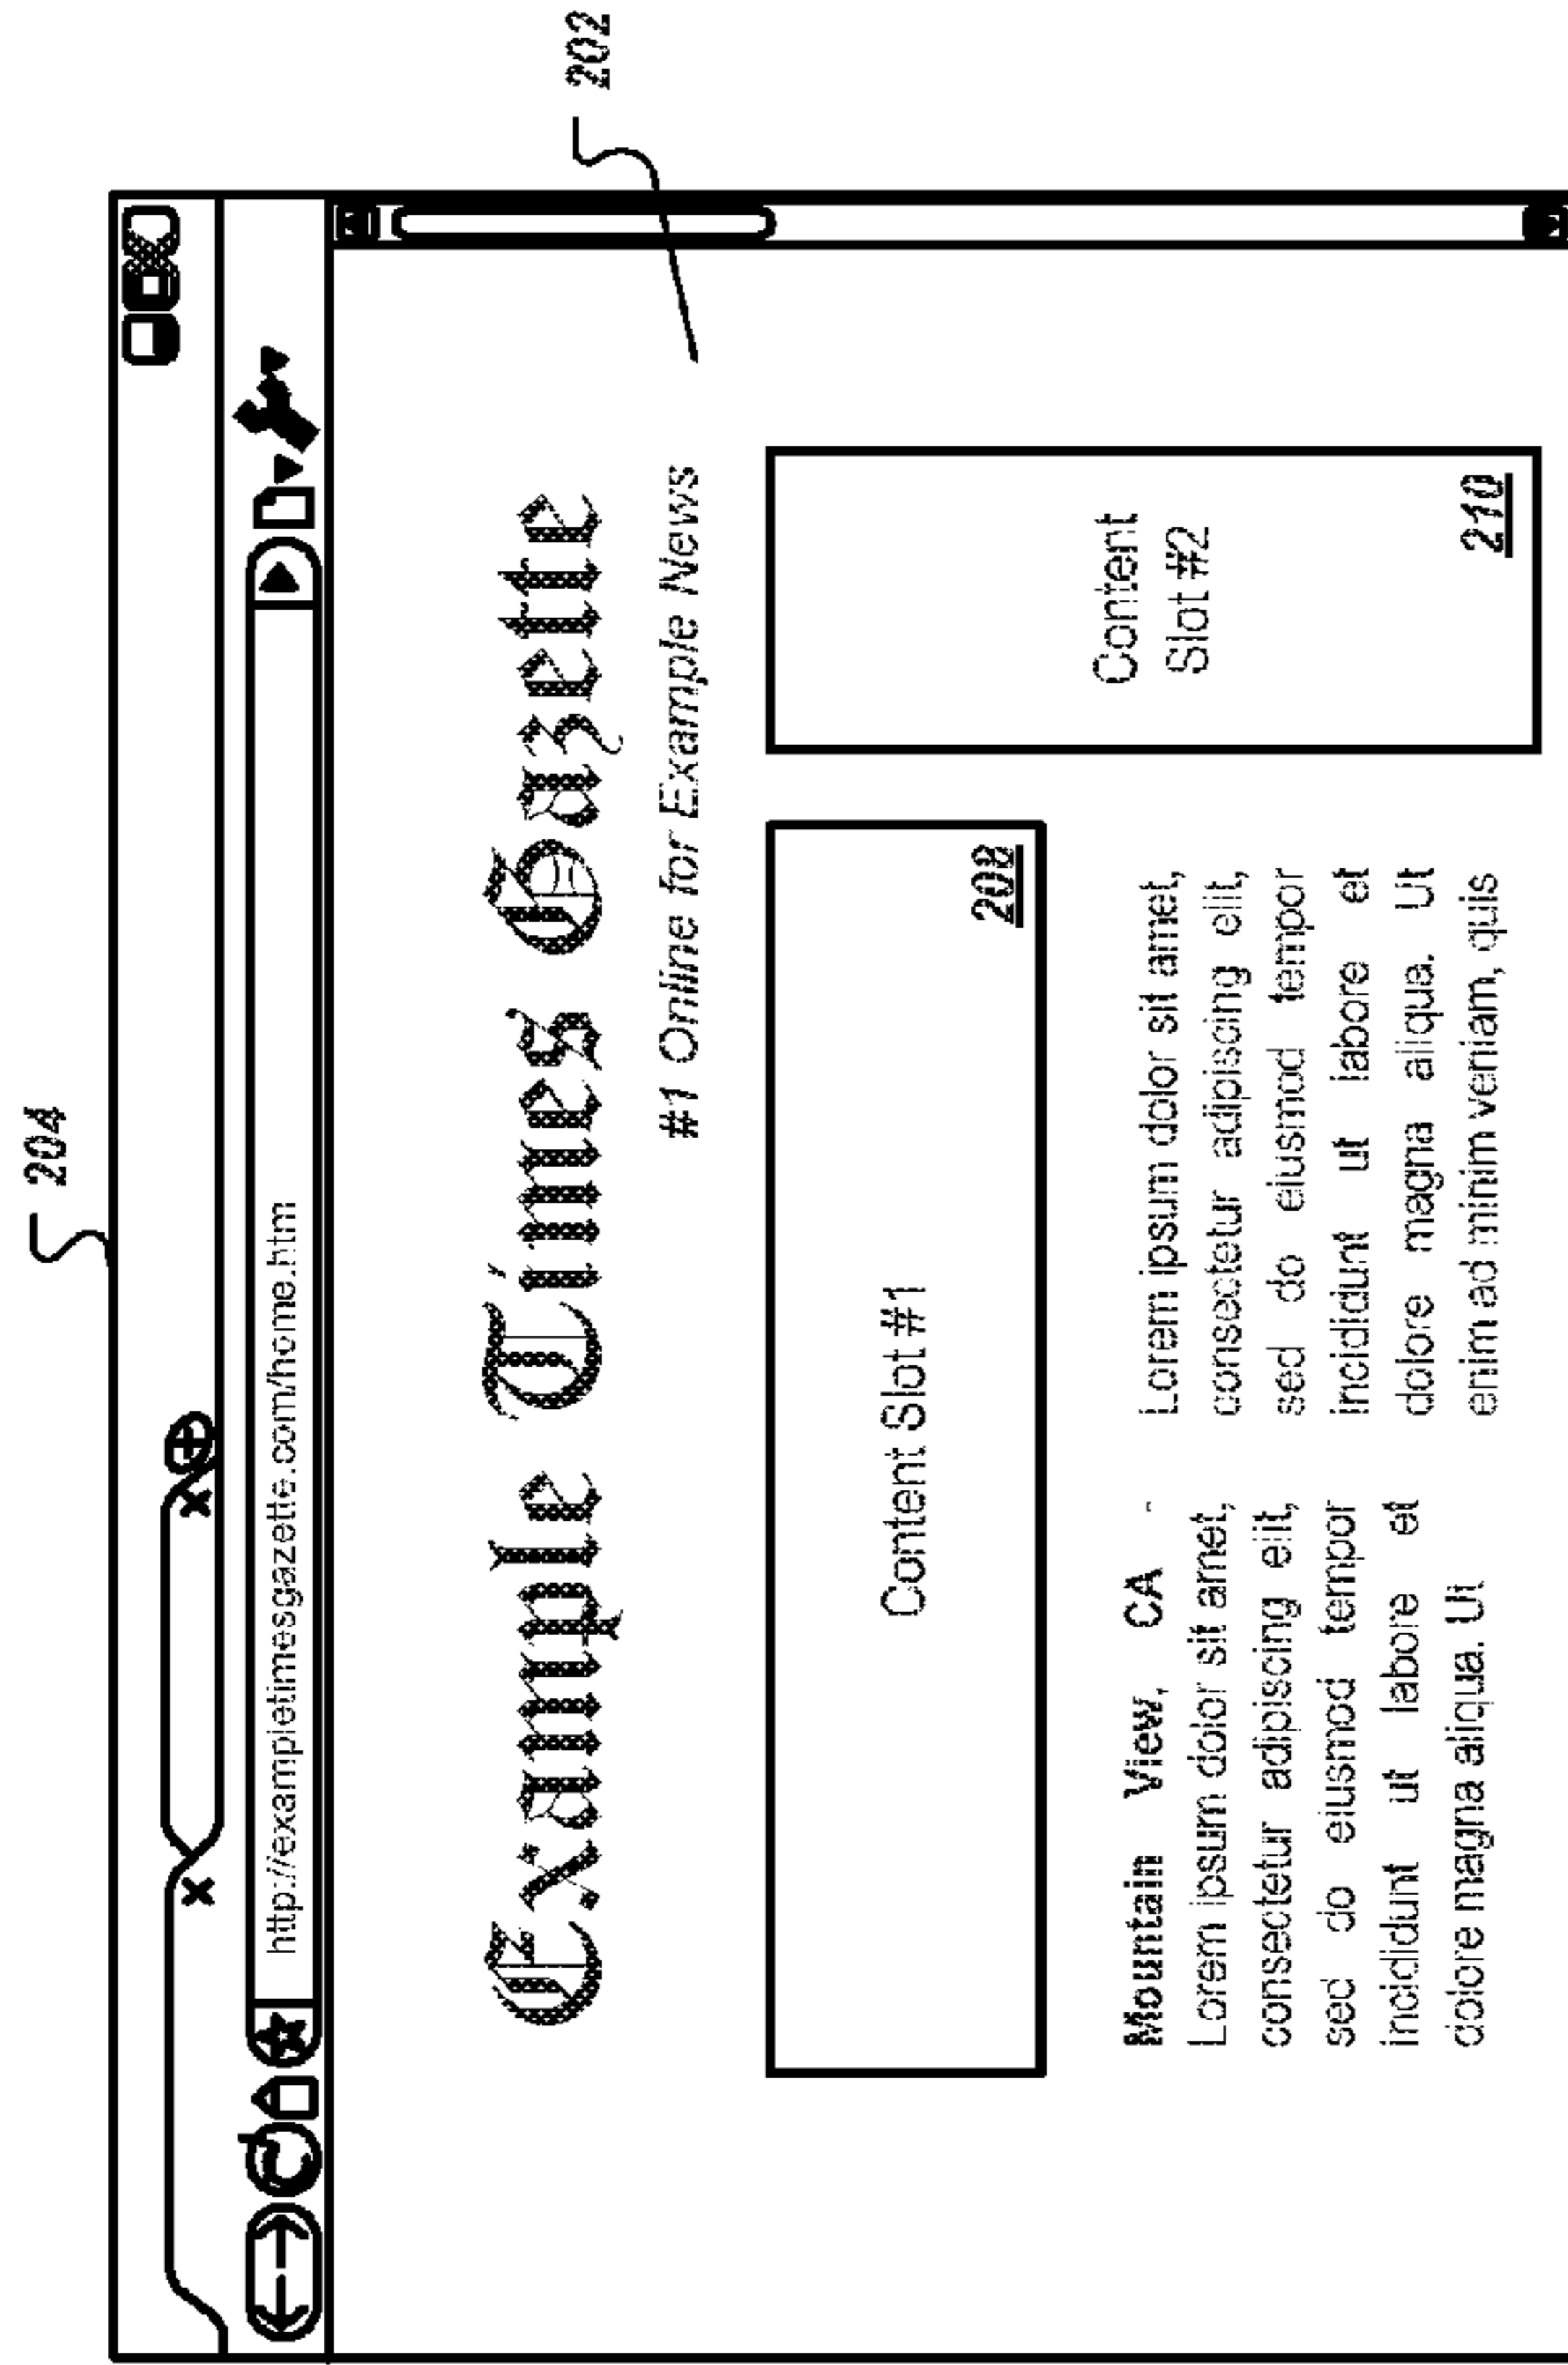 204
202
http://exampletimesgazette.com/home.htm
Example Times Gazette
#1 Online for Example News
Content Slot #1
208
Content
Slot #2
210
Mountain View, CA -
Lorem ipsum dolor sit amet,
consectetur adipiscing elit,
sed do eiusmod tempor
incididunt ut labore et
dolore magna aliqua. Ut
Lorem ipsum dolor sit amet,
consectetur adipiscing elit,
sed do eiusmod tempor
incididunt ut labore et
dolore magna aliqua. Ut
enim ad minim veniam, quis